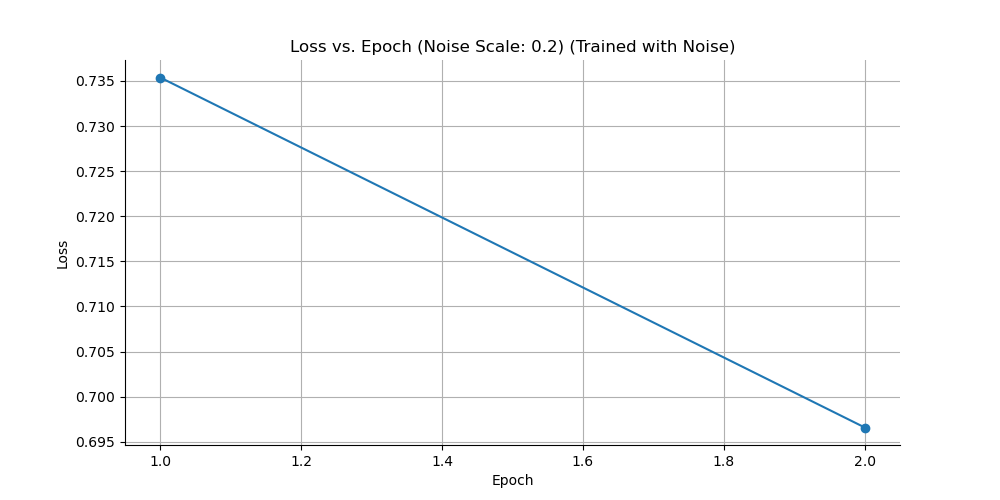 Loss vs. Epoch (Noise Scale: 0.2) (Trained with Noise)
Loss
0.735
0.730
0.725
0.720
0.715
0.710
0.705
0.700
0.695
1.0 1.2 1.4 1.6 1.8 2.0
Epoch